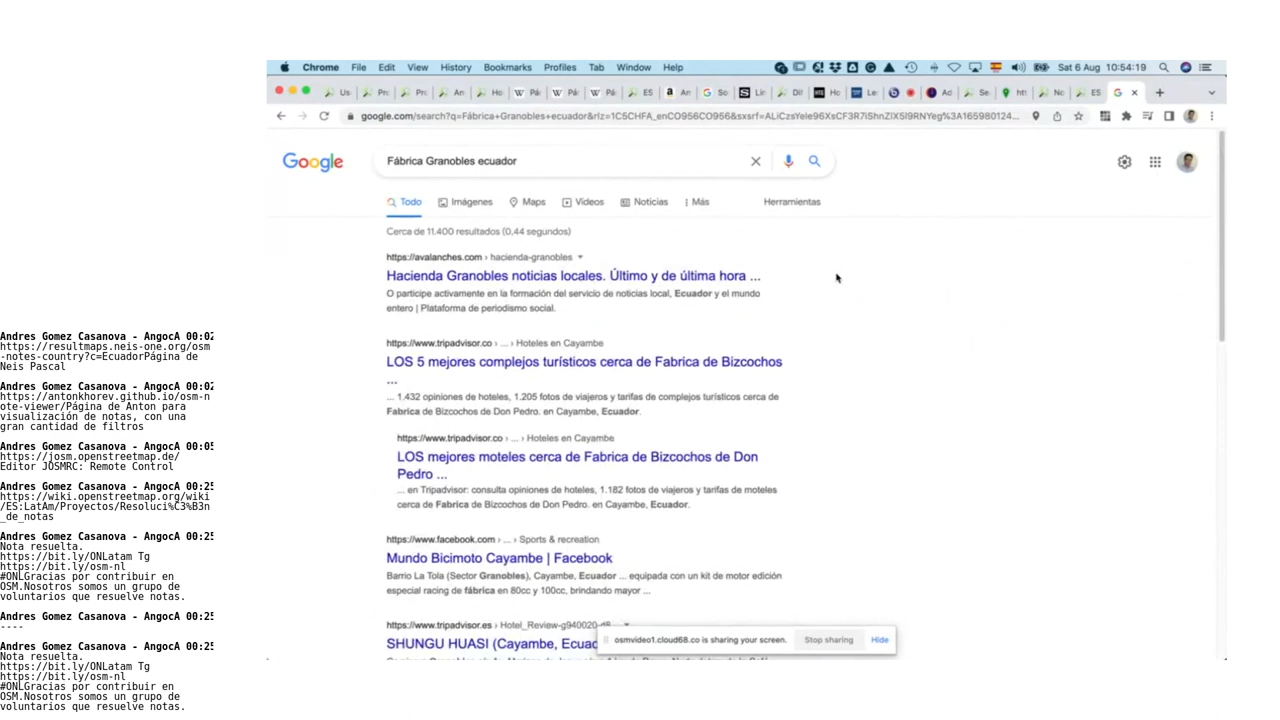 Chrome File Edit View History Bookmarks Profiles Tab Window Help Sat 6 Aug 10:54:19
google.com/search?q=Fábrica+Granobles+ecuador&rlz=1C5CHFA_enCO956CO956&sxsrf=
Google
Fábrica Granobles ecuador
Todo Imágenes Maps Vídeos Noticias Más Herramientas
Cerca de 11.400 resultados (0,44 segundos)
https://avalanches.com › hacienda-granobles
Hacienda Granobles noticias locales. Último y de última hora ...
O participe activamente en la formación del servicio de noticias local, Ecuador y el mundo
entero | Plataforma de periodismo social.
https://www.tripadvisor.co › ... › Hoteles en Cayambe
LOS 5 mejores complejos turísticos cerca de Fabrica de Bizcochos
...
... 1.432 opiniones de hoteles, 1.205 fotos de viajeros y tarifas de complejos turísticos cerca de
Fabrica de Bizcochos de Don Pedro. en Cayambe, Ecuador.
https://www.tripadvisor.co › ... › Hoteles en Cayambe
LOS mejores moteles cerca de Fabrica de Bizcochos de Don
Pedro ...
... en Tripadvisor: consulta opiniones de hoteles, 1.182 fotos de viajeros y tarifas de moteles
cerca de Fabrica de Bizcochos de Don Pedro. en Cayambe, Ecuador.
https://www.facebook.com › ... › Sports & recreation
Mundo Bicimoto Cayambe | Facebook
Barrio La Tola (Sector Granobles), Cayambe, Ecuador ... equipada con un kit de motor edición
especial racing de fábrica en 80cc y 100cc, brindando mayor ...
https://www.tripadvisor.es › Hotel_Review-g940020-d8...
SHUNGU HUASI (Cayambe, Ecuad
osmvideo1.cloud68.co is sharing your screen. Stop sharing Hide
Andres Gomez Casanova - AngocA 00:02
https://resultmaps.neis-one.org/osm
-notes-country?c=EcuadorPágina de
Neis Pascal
Andres Gomez Casanova - AngocA 00:02
https://antonkhorev.github.io/osm-n
ote-viewer/Página de Anton para
visualización de notas, con una
gran cantidad de filtros
Andres Gomez Casanova - AngocA 00:05
https://josm.openstreetmap.de/
Editor JOSMRC: Remote Control
Andres Gomez Casanova - AngocA 00:25
https://wiki.openstreetmap.org/wiki
/ES:LatAm/Proyectos/Resoluci%C3%B3n
_de_notas
Andres Gomez Casanova - AngocA 00:25
Nota resuelta.
https://bit.ly/ONLatam Tg
https://bit.ly/osm-nl
#ONLGracias por contribuir en
OSM.Nosotros somos un grupo de
voluntarios que resuelve notas.
Andres Gomez Casanova - AngocA 00:25
----
Andres Gomez Casanova - AngocA 00:25
Nota resuelta.
https://bit.ly/ONLatam Tg
https://bit.ly/osm-nl
#ONLGracias por contribuir en
OSM.Nosotros somos un grupo de
voluntarios que resuelve notas.